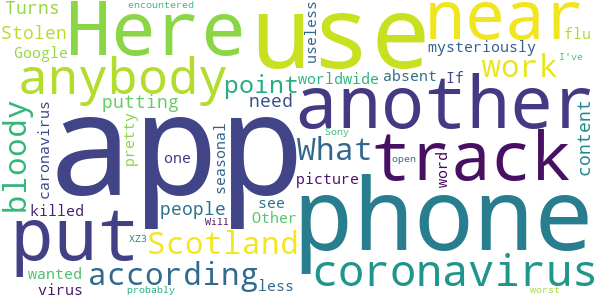 encountered
Turns
Here
use
near
useless
Stolen
flu
Google
mysteriously
I've
anybody
point
worldwide
absent
If
work
bloody
caronavirus
putting
need
another
content
pretty
seasonal
app
What
track
one
phone
word
open
Sony
people
see
picture
killed
Other
Will
put
Scotland
XZ3
according
less
coronavirus
wanted
virus
probably
worst